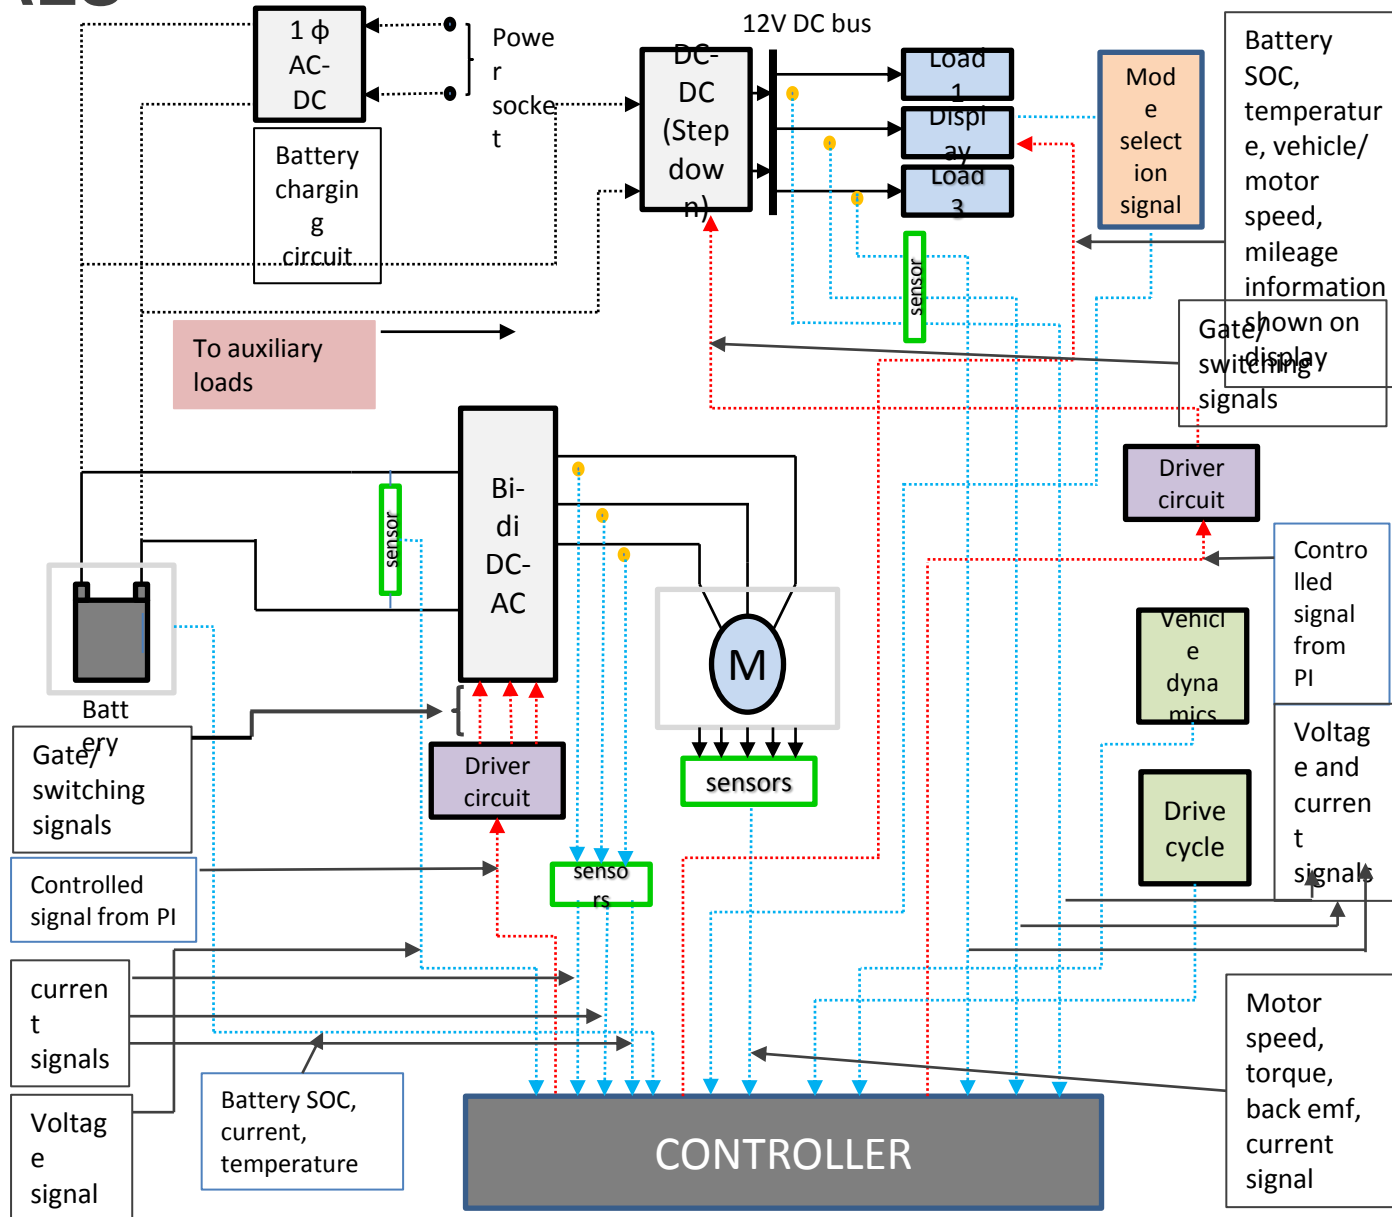 1 ϕ
AC-
DC
Powe
r
socke
t
Battery
chargin
g
circuit
12V DC bus
DC-
DC
(Step
dow
n)
Load
1
Displ
ay
Load
3
Mod
e
select
ion
signal
Battery
SOC,
temperatur
e, vehicle/
motor
speed,
mileage
information
shown on
display
sensor
Gate/
switching
signals
To auxiliary
loads
Driver
circuit
Bi-
di
DC-
AC
sensor
Contro
lled
signal
from
PI
Vehicl
e
dyna
mics
M
Batt
ery
Gate/
switching
signals
Driver
circuit
sensors
Voltag
e and
curren
t
signals
Drive
cycle
Controlled
signal from PI
senso
rs
curren
t
signals
Motor
speed,
torque,
back emf,
current
signal
Battery SOC,
current,
temperature
Voltag
e
signal
CONTROLLER